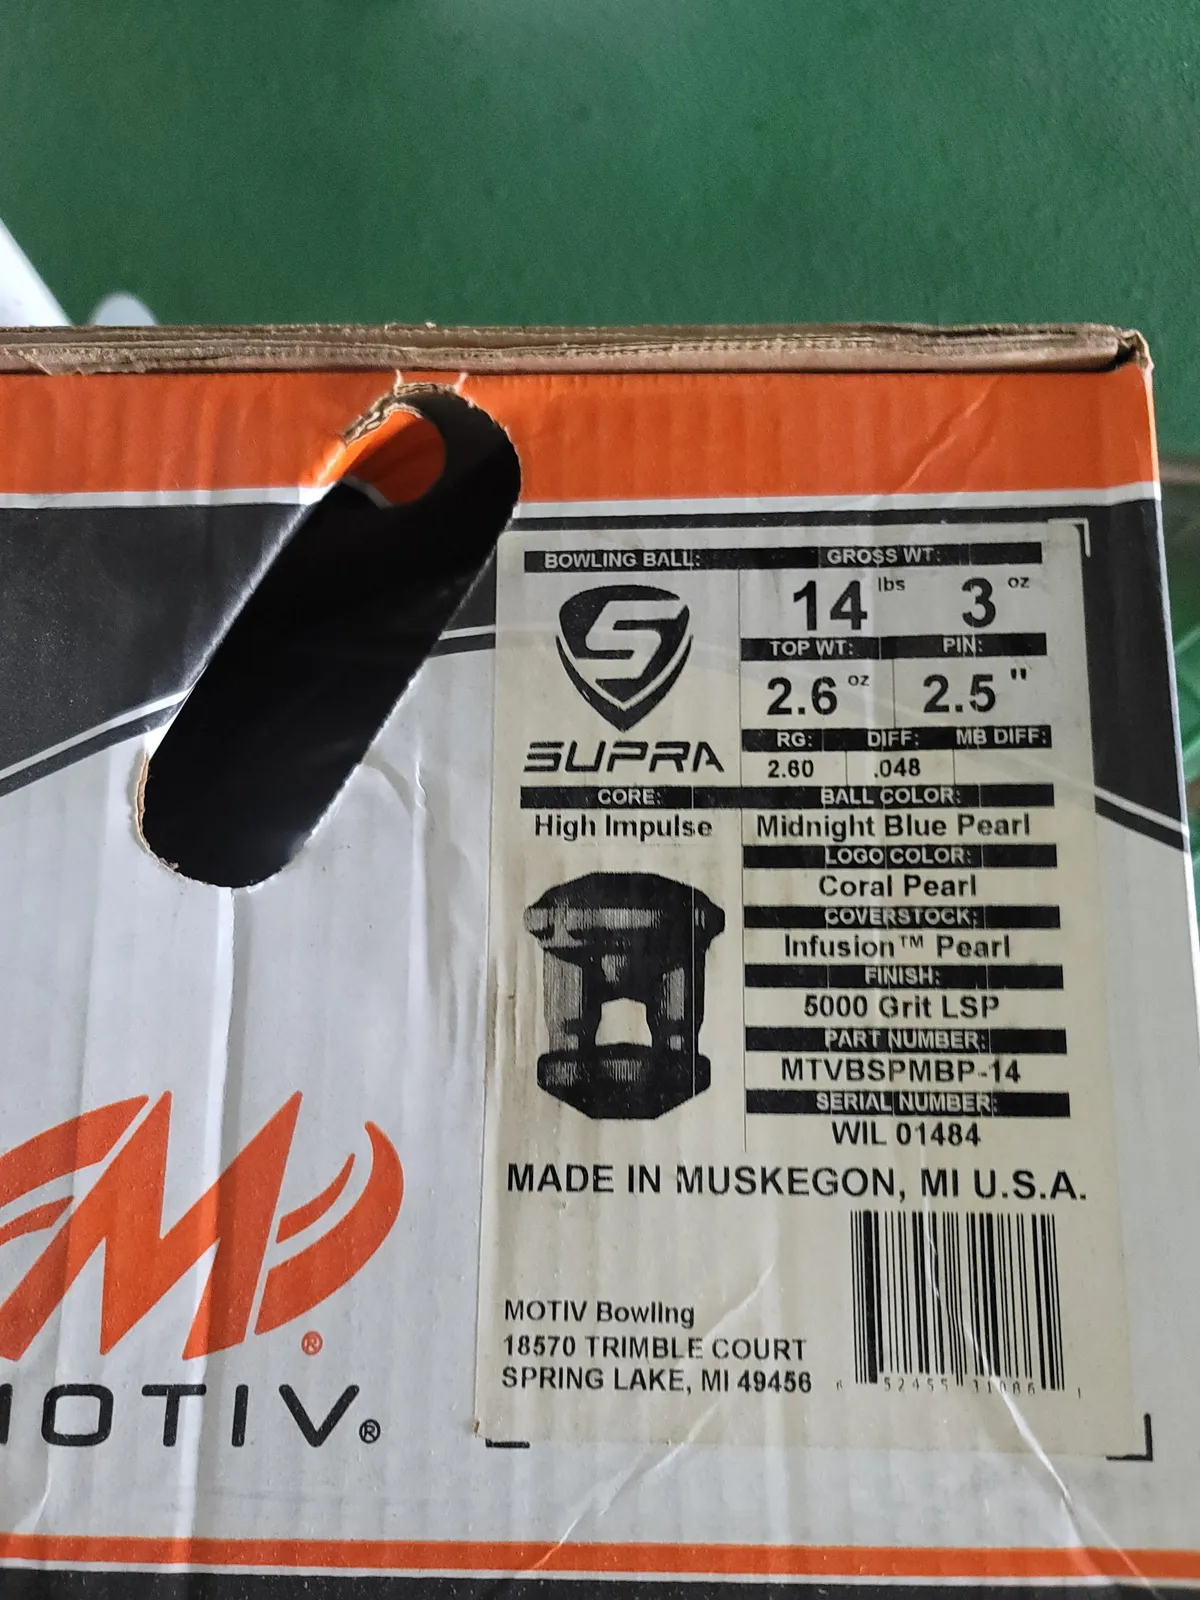 BOWLING BALL: GROSS WT:
14 lbs 3 oz
TOP WT: PIN:
2.6 oz 2.5 "
S
SUPRA
RG: DIFF: MB DIFF:
2.60 .048
CORE: BALL COLOR:
High Impulse Midnight Blue Pearl
LOGO COLOR:
Coral Pearl
COVERSTOCK:
Infusion™ Pearl
FINISH:
5000 Grit LSP
PART NUMBER:
MTVBSPMBP-14
SERIAL NUMBER:
WIL 01484
MADE IN MUSKEGON, MI U.S.A.
MOTIV Bowling
18570 TRIMBLE COURT
SPRING LAKE, MI 49456
52455 31086 1
M®
OTIV®